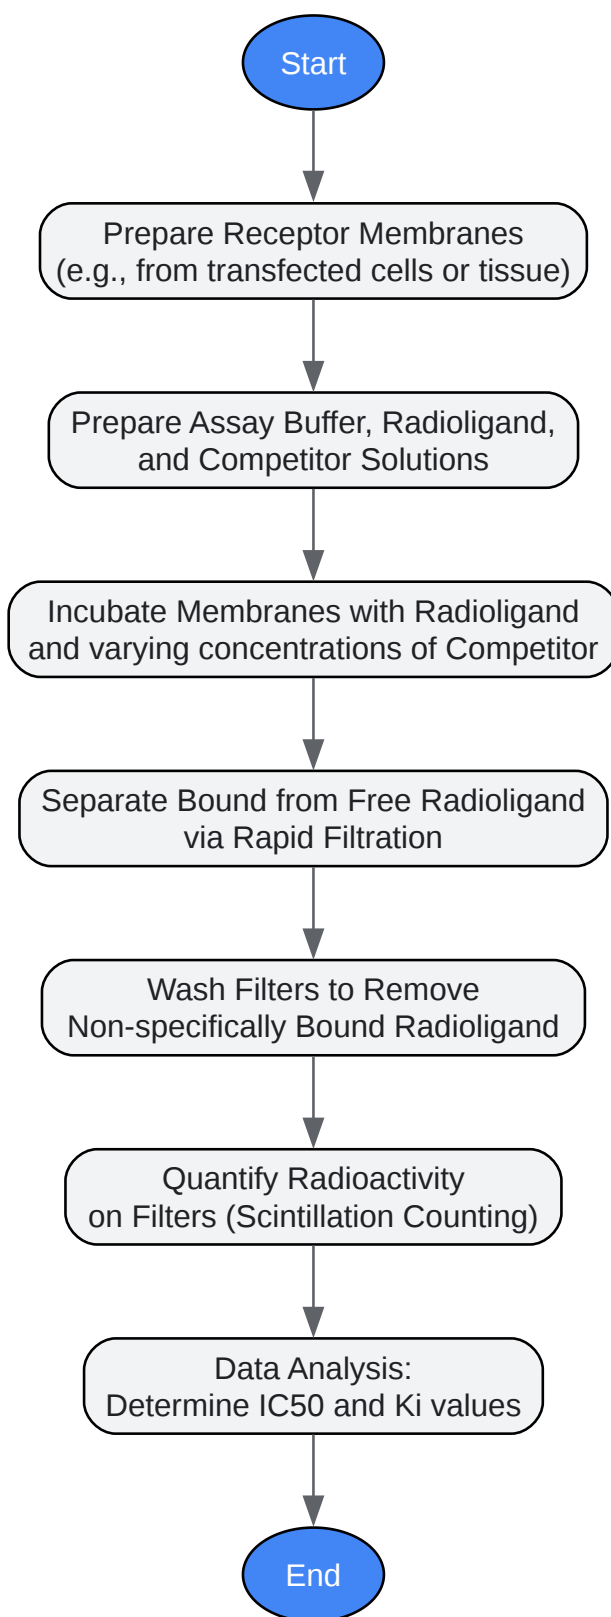 Start
Prepare Receptor Membranes
(e.g., from transfected cells or tissue)
Prepare Assay Buffer, Radioligand,
and Competitor Solutions
Incubate Membranes with Radioligand
and varying concentrations of Competitor
Separate Bound from Free Radioligand
via Rapid Filtration
Wash Filters to Remove
Non-specifically Bound Radioligand
Quantify Radioactivity
on Filters (Scintillation Counting)
Data Analysis:
Determine IC50 and Ki values
End